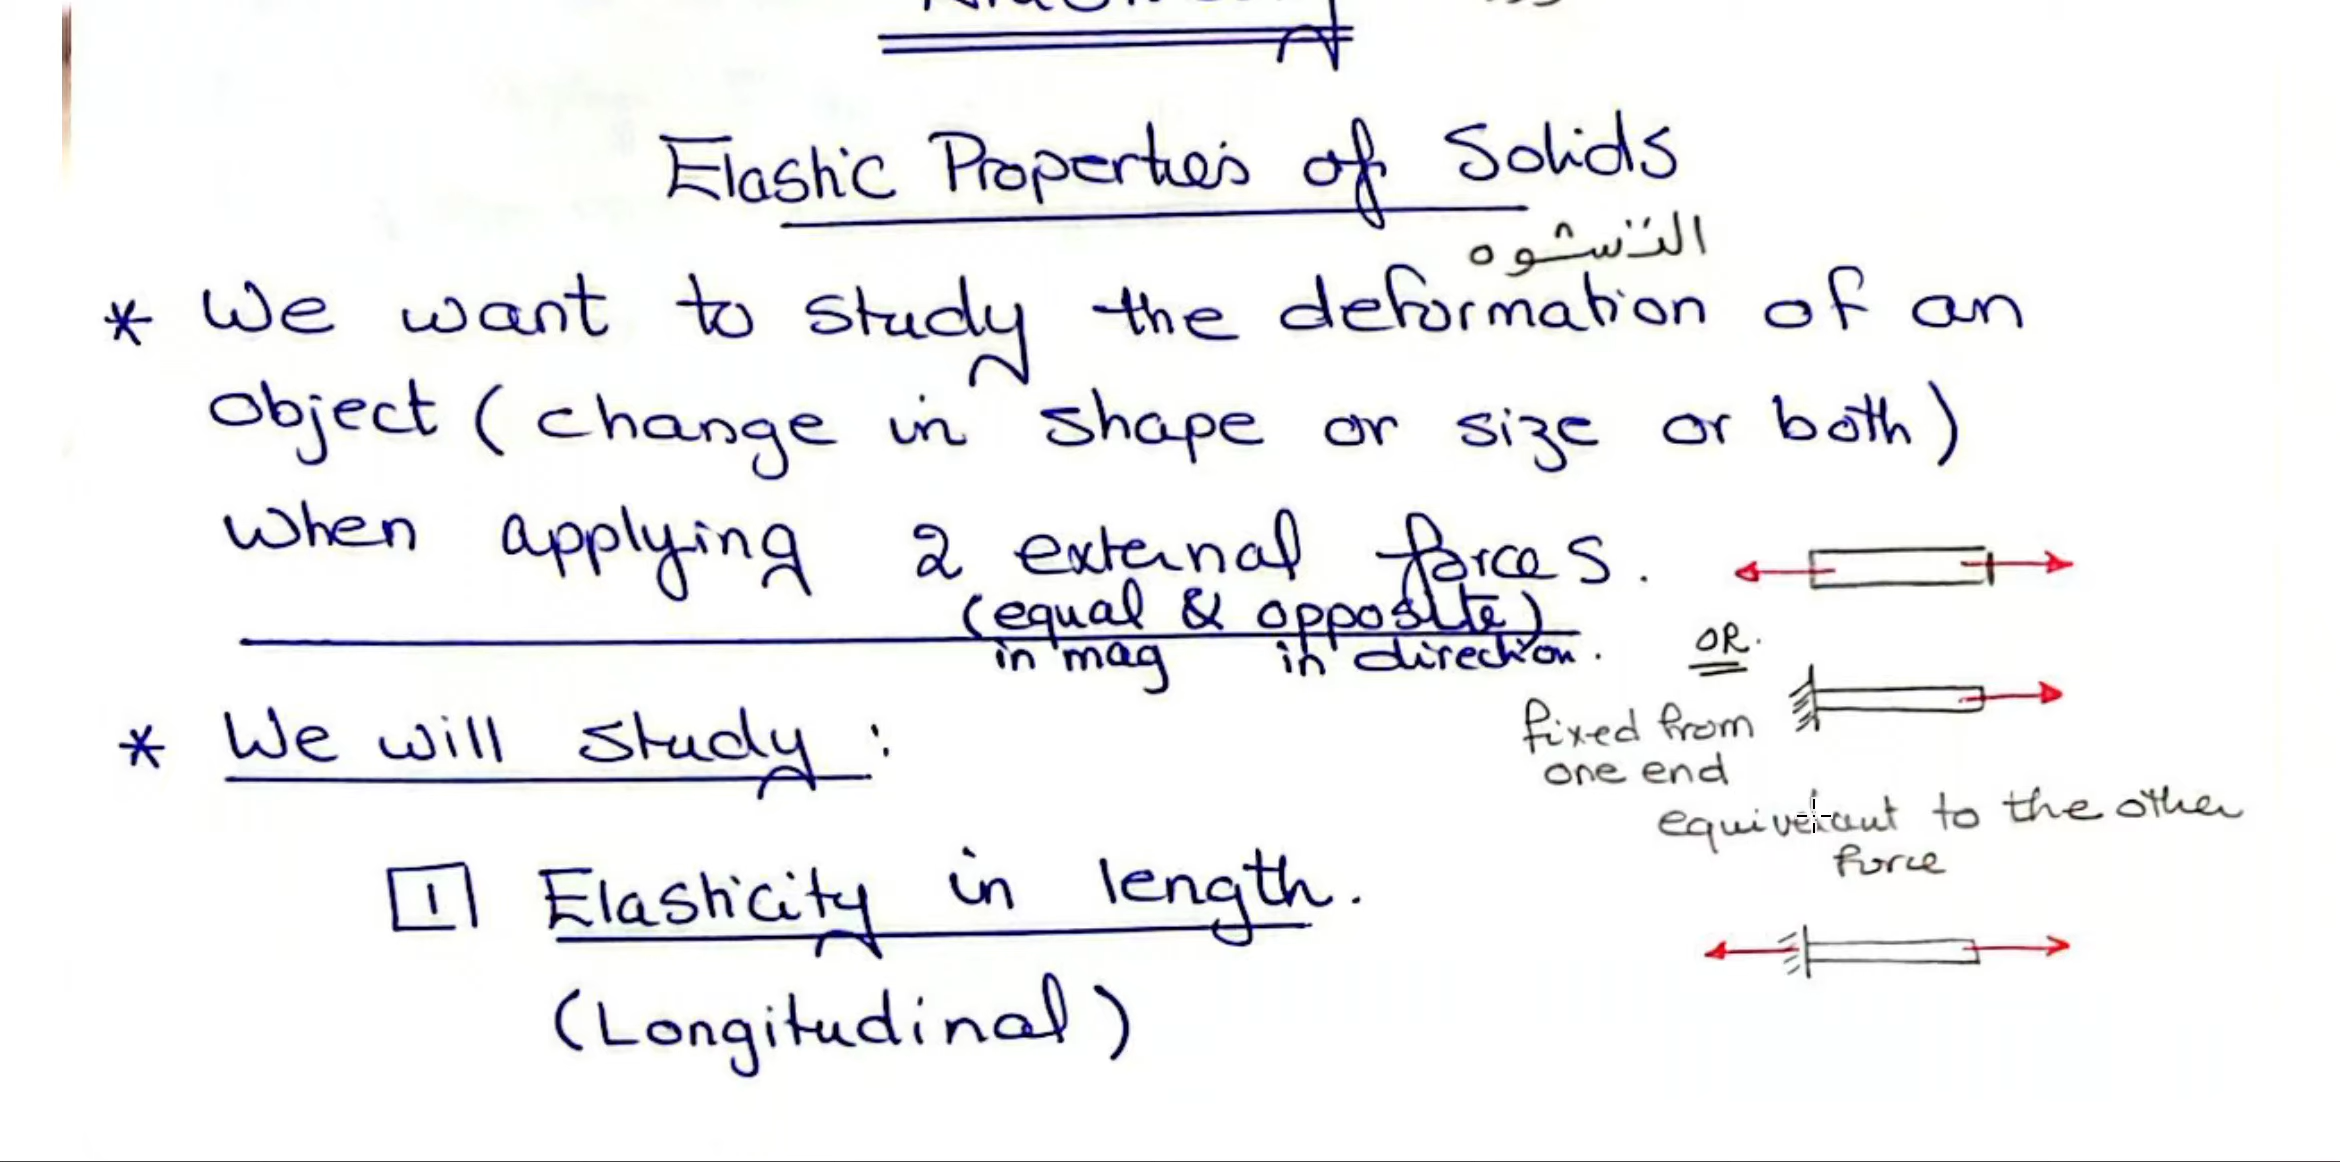 Elastic Properties of Solids
التشوه
* We want to study the deformation of an
object (change in shape or size or both)
when applying 2 external forces.
(equal & opposite)
in mag in direction.
OR.
fixed from
one end
equivelant to the other
force
* We will study :
1 Elasticity in length.
(Longitudinal)